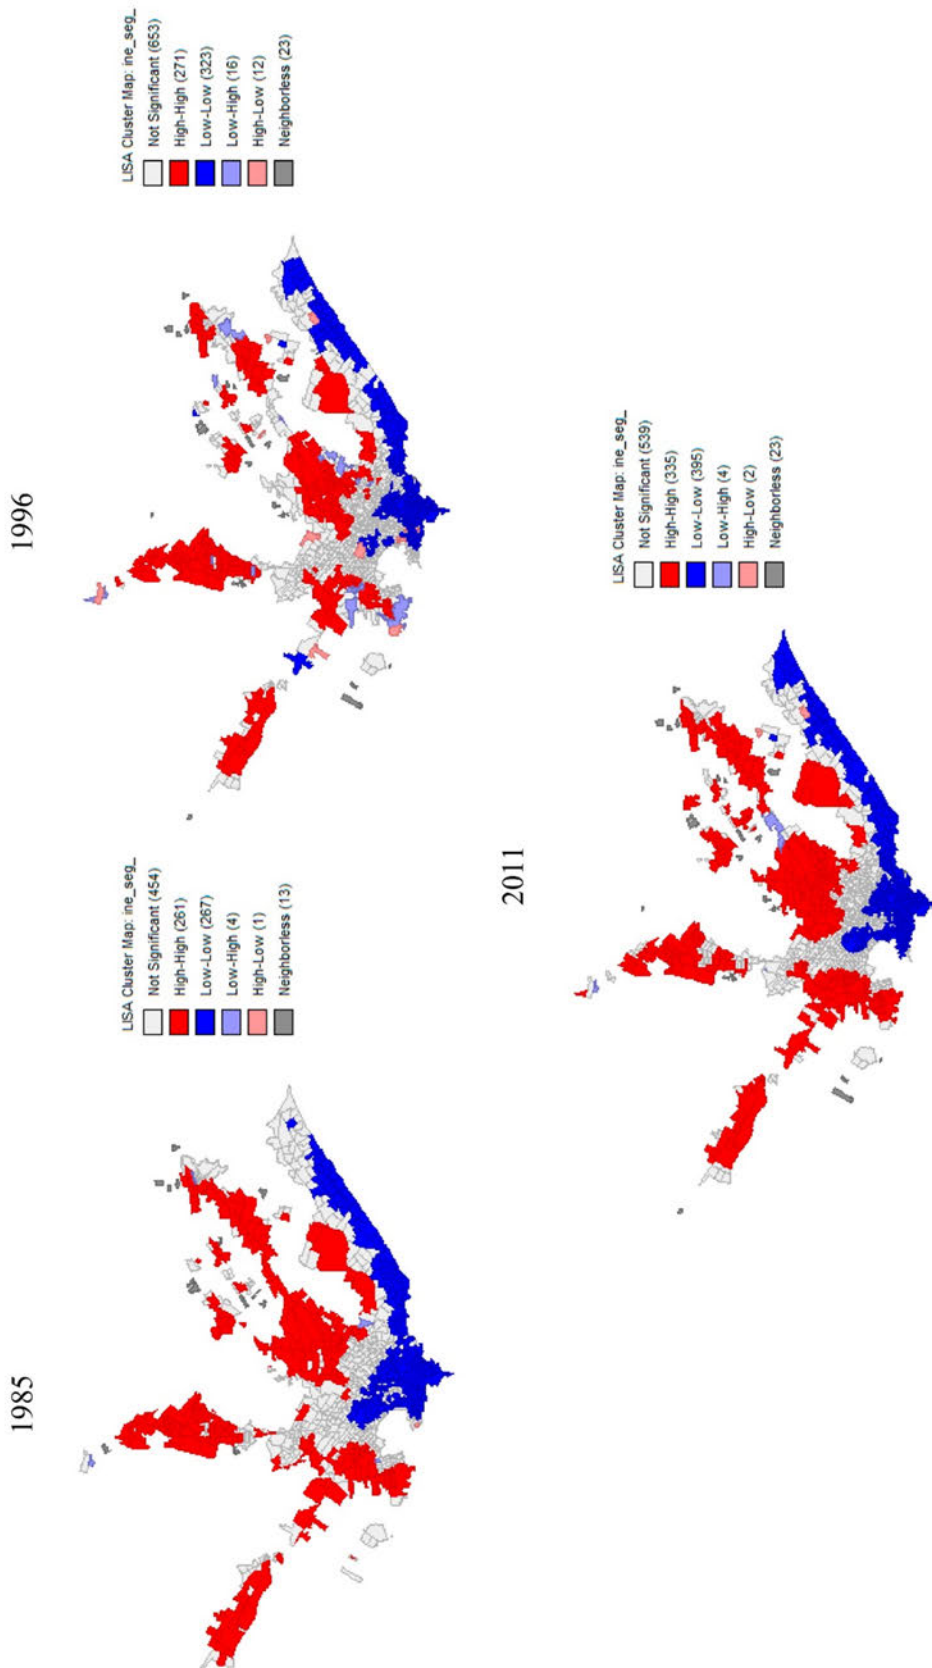 1985
LISA Cluster Map: ine_seg_
Not Significant (454)
High-High (261)
Low-Low (267)
Low-High (4)
High-Low (1)
Neighborless (13)
1996
LISA Cluster Map: ine_seg_
Not Significant (653)
High-High (271)
Low-Low (323)
Low-High (16)
High-Low (12)
Neighborless (23)
2011
LISA Cluster Map: ine_seg_
Not Significant (539)
High-High (335)
Low-Low (395)
Low-High (4)
High-Low (2)
Neighborless (23)